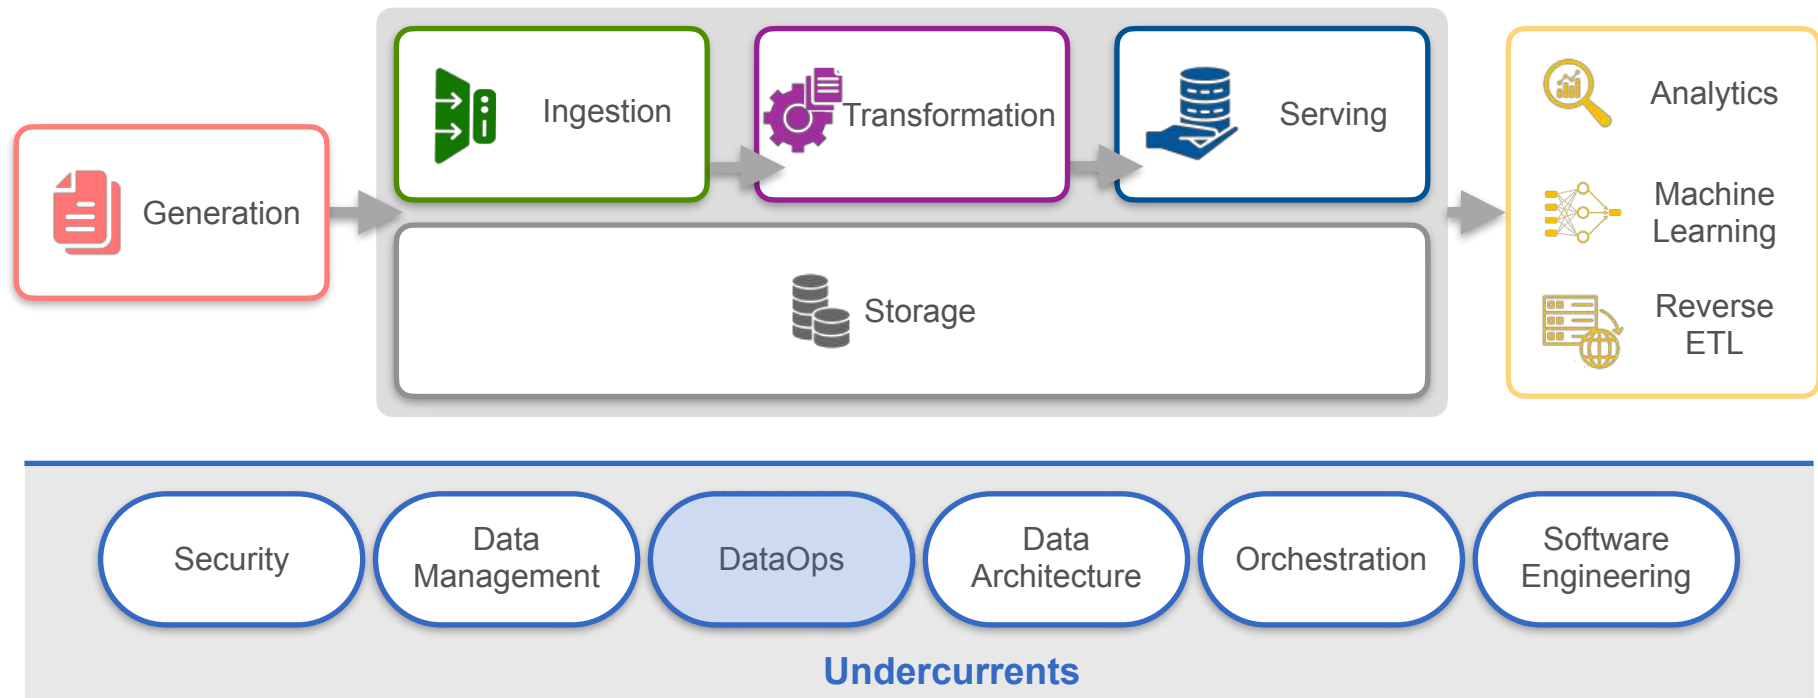 Generation
Ingestion
Transformation
Serving
Storage
Analytics
Machine
Learning
Reverse
ETL
Security
Data
Management
DataOps
Data
Architecture
Orchestration
Software
Engineering
Undercurrents